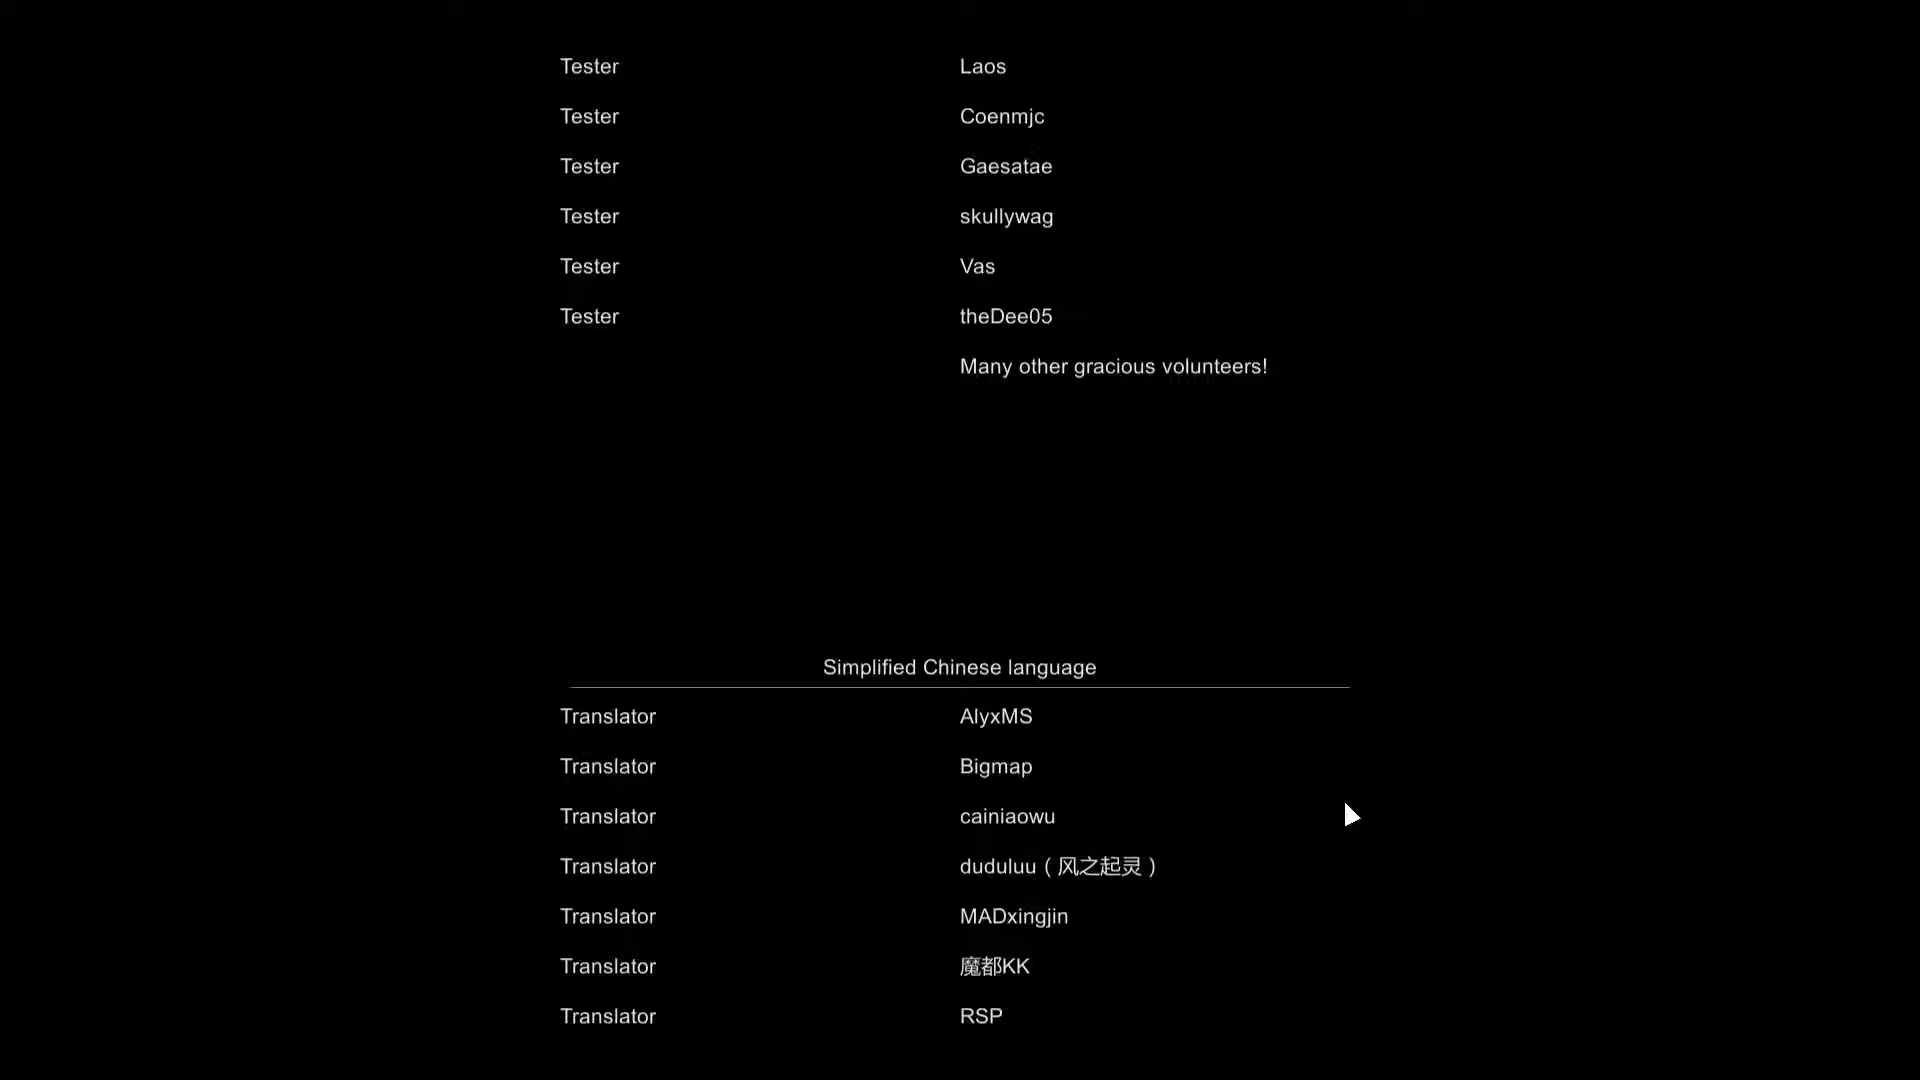 Tester Laos
Tester Coenmjc
Tester Gaesatae
Tester skullywag
Tester Vas
Tester theDee05
Many other gracious volunteers!
Simplified Chinese language
Translator AlyxMS
Translator Bigmap
Translator cainiaowu
Translator duduluu（风之起灵）
Translator MADxingjin
Translator 魔都KK
Translator RSP